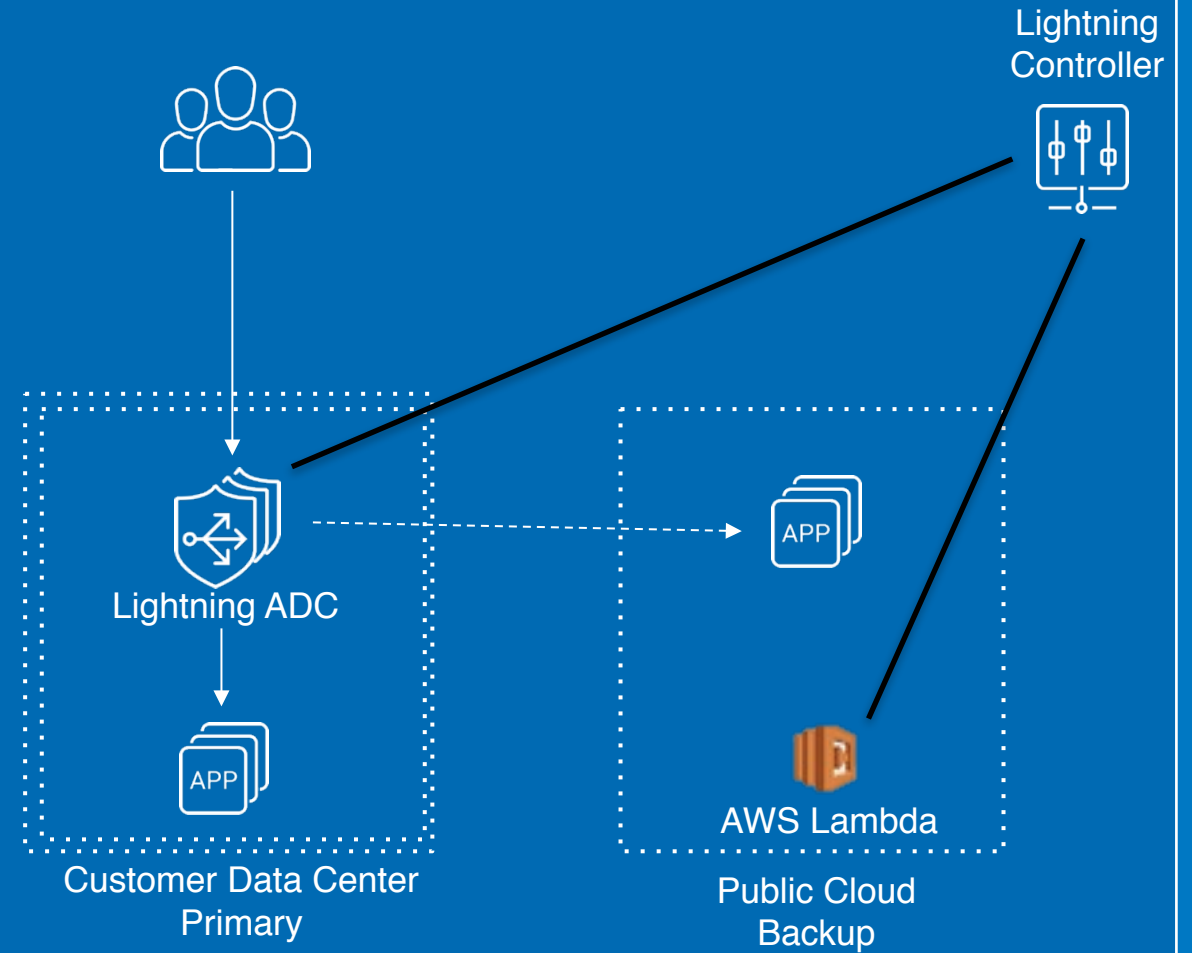 Lightning
Controller
APP
Lightning ADC
APP
AWS Lambda
Customer Data Center
Primary
Public Cloud
Backup